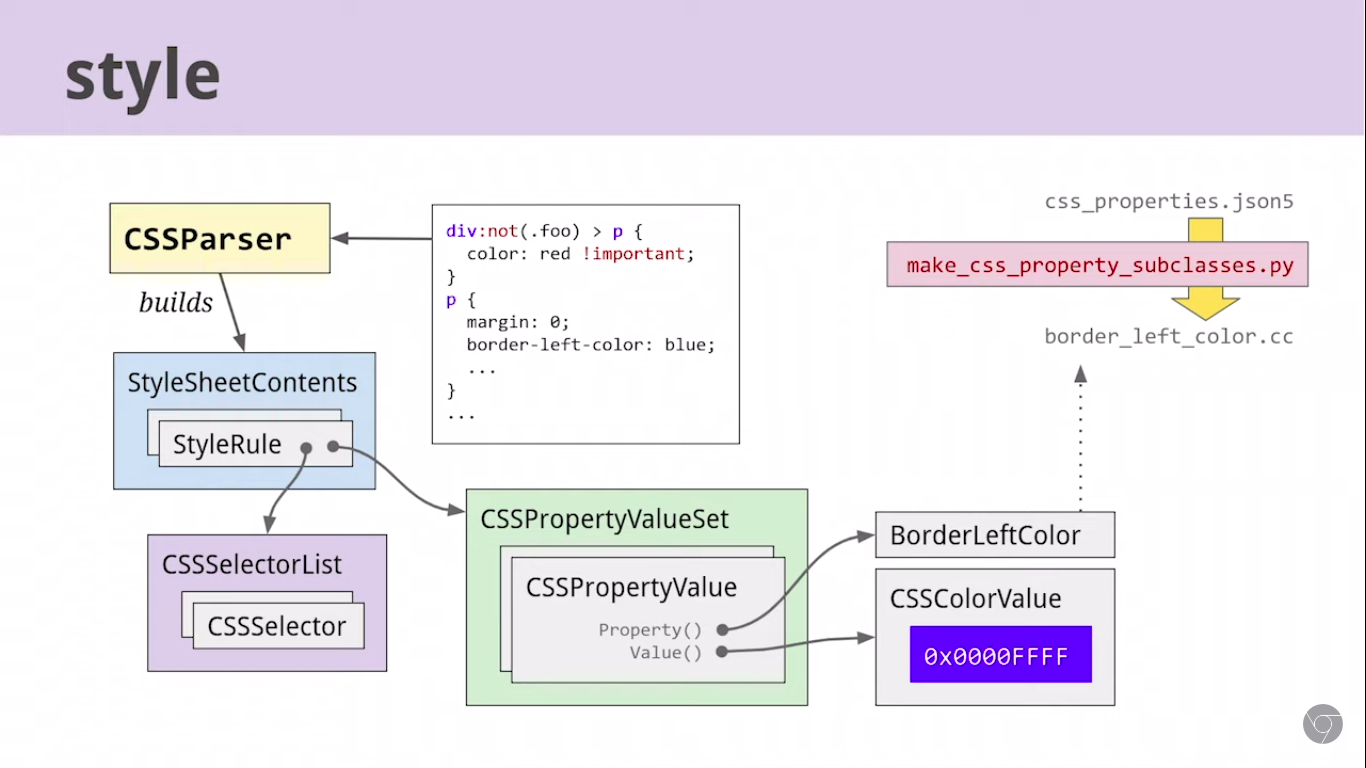 style
CSSParser
builds
div:not(.foo) > p {
  color: red !important;
}
p {
  margin: 0;
  border-left-color: blue;
  ...
}
...
css_properties.json5
make_css_property_subclasses.py
border_left_color.cc
StyleSheetContents
StyleRule
CSSSelectorList
CSSSelector
CSSPropertyValueSet
CSSPropertyValue
Property()
Value()
BorderLeftColor
CSSColorValue
0x0000FFFF